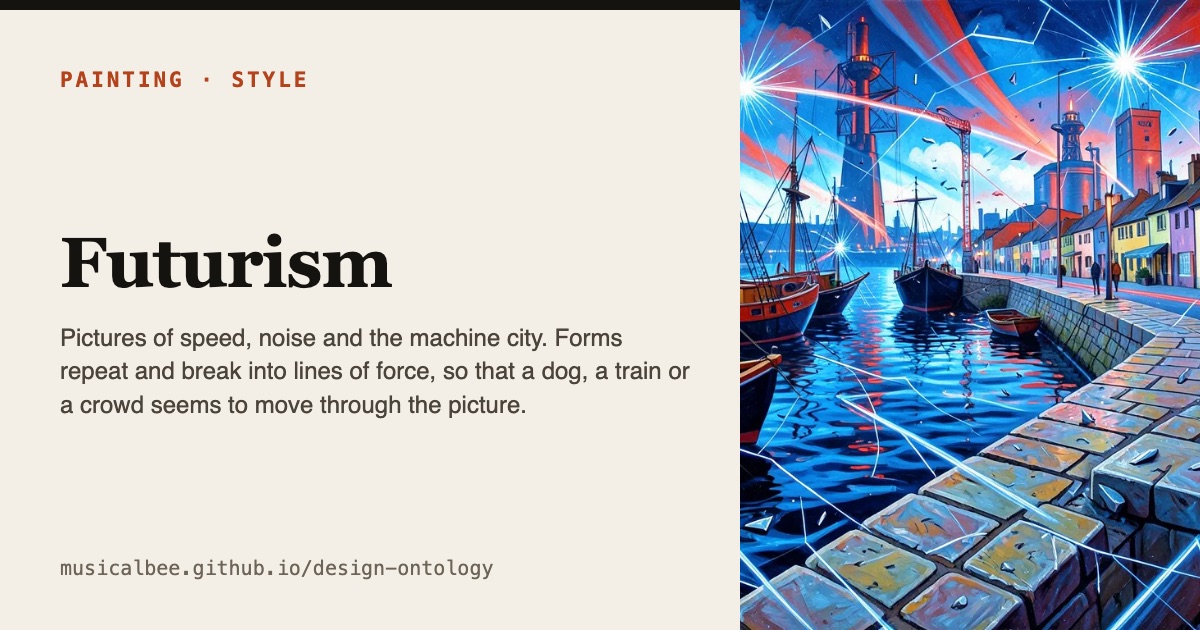 PAINTING · STYLE
Futurism
Pictures of speed, noise and the machine city. Forms
repeat and break into lines of force, so that a dog, a train or
a crowd seems to move through the picture.
musicalbee.github.io/design-ontology